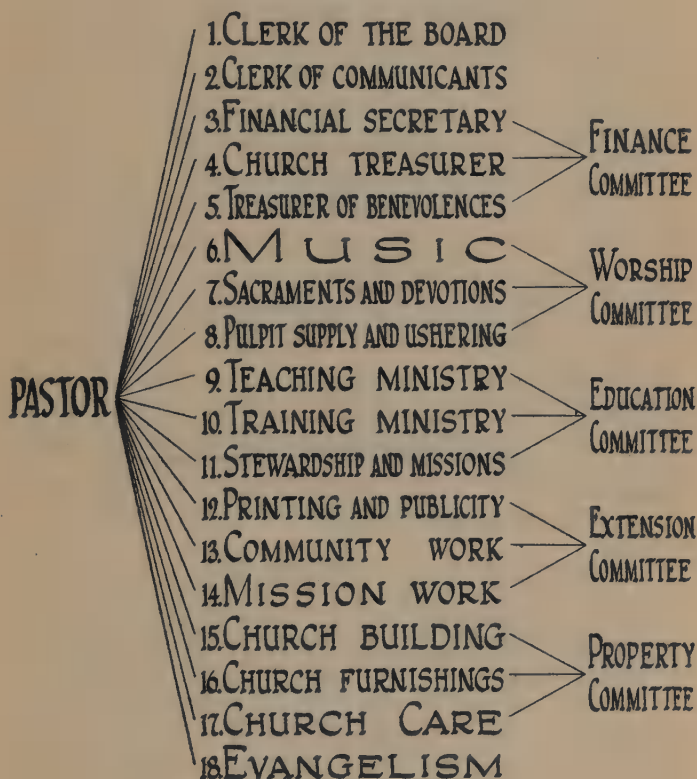 PASTOR
1. CLERK OF THE BOARD
2. CLERK OF COMMUNICANTS
3. FINANCIAL SECRETARY
4. CHURCH TREASURER
5. TREASURER OF BENEVOLENCES
6. MUSIC
7. SACRAMENTS AND DEVOTIONS
8. PULPIT SUPPLY AND USHERING
9. TEACHING MINISTRY
10. TRAINING MINISTRY
11. STEWARDSHIP AND MISSIONS
12. PRINTING AND PUBLICITY
13. COMMUNITY WORK
14. MISSION WORK
15. CHURCH BUILDING
16. CHURCH FURNISHINGS
17. CHURCH CARE
18. EVANGELISM
FINANCE
COMMITTEE
WORSHIP
COMMITTEE
EDUCATION
COMMITTEE
EXTENSION
COMMITTEE
PROPERTY
COMMITTEE